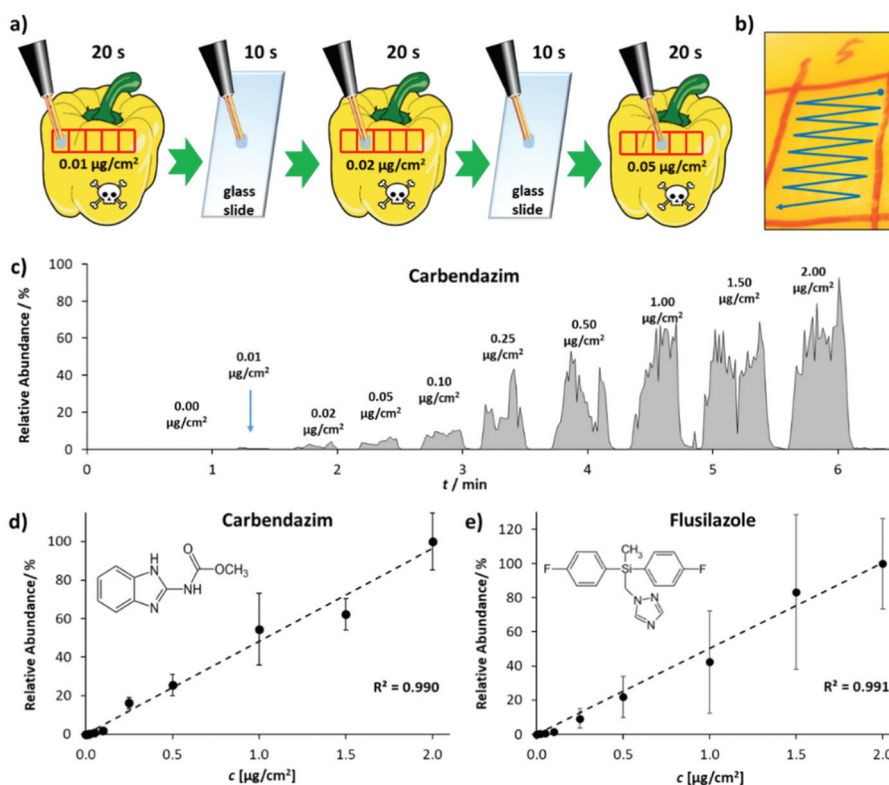 a)
20 s
10 s
20 s
10 s
20 s
0.01 µg/cm²
glass
slide
0.02 µg/cm²
glass
slide
0.05 µg/cm²
b)
c)
Carbendazim
Relative Abundance / %
100
80
60
40
20
0
0.00
µg/cm²
0.01
µg/cm²
0.02
µg/cm²
0.05
µg/cm²
0.10
µg/cm²
0.25
µg/cm²
0.50
µg/cm²
1.00
µg/cm²
1.50
µg/cm²
2.00
µg/cm²
0 1 2 3 4 5 6
t / min
d)
Carbendazim
Relative Abundance/ %
100
80
60
40
20
0
H
N
N
NH
O
OCH₃
R² = 0.990
0.0 0.5 1.0 1.5 2.0
c [µg/cm²]
e)
Flusilazole
Relative Abundance/ %
120
100
80
60
40
20
0
CH₃
F
Si
F
N
N
N
R² = 0.991
0.0 0.5 1.0 1.5 2.0
c [µg/cm²]